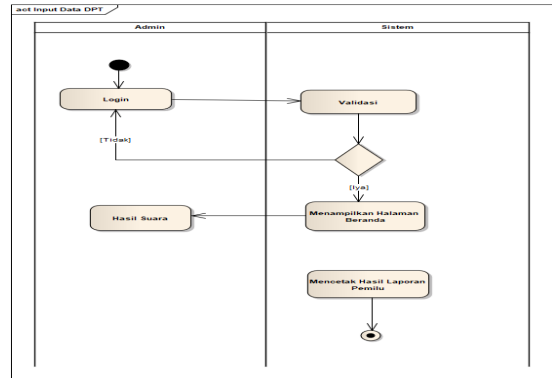 act Input Data DPT
Admin
Sistem
Login
Validasi
[Tidak]
[Iya]
Hasil Suara
Menampilkan Halaman
Beranda
Mencetak Hasil Laporan
Pemilu